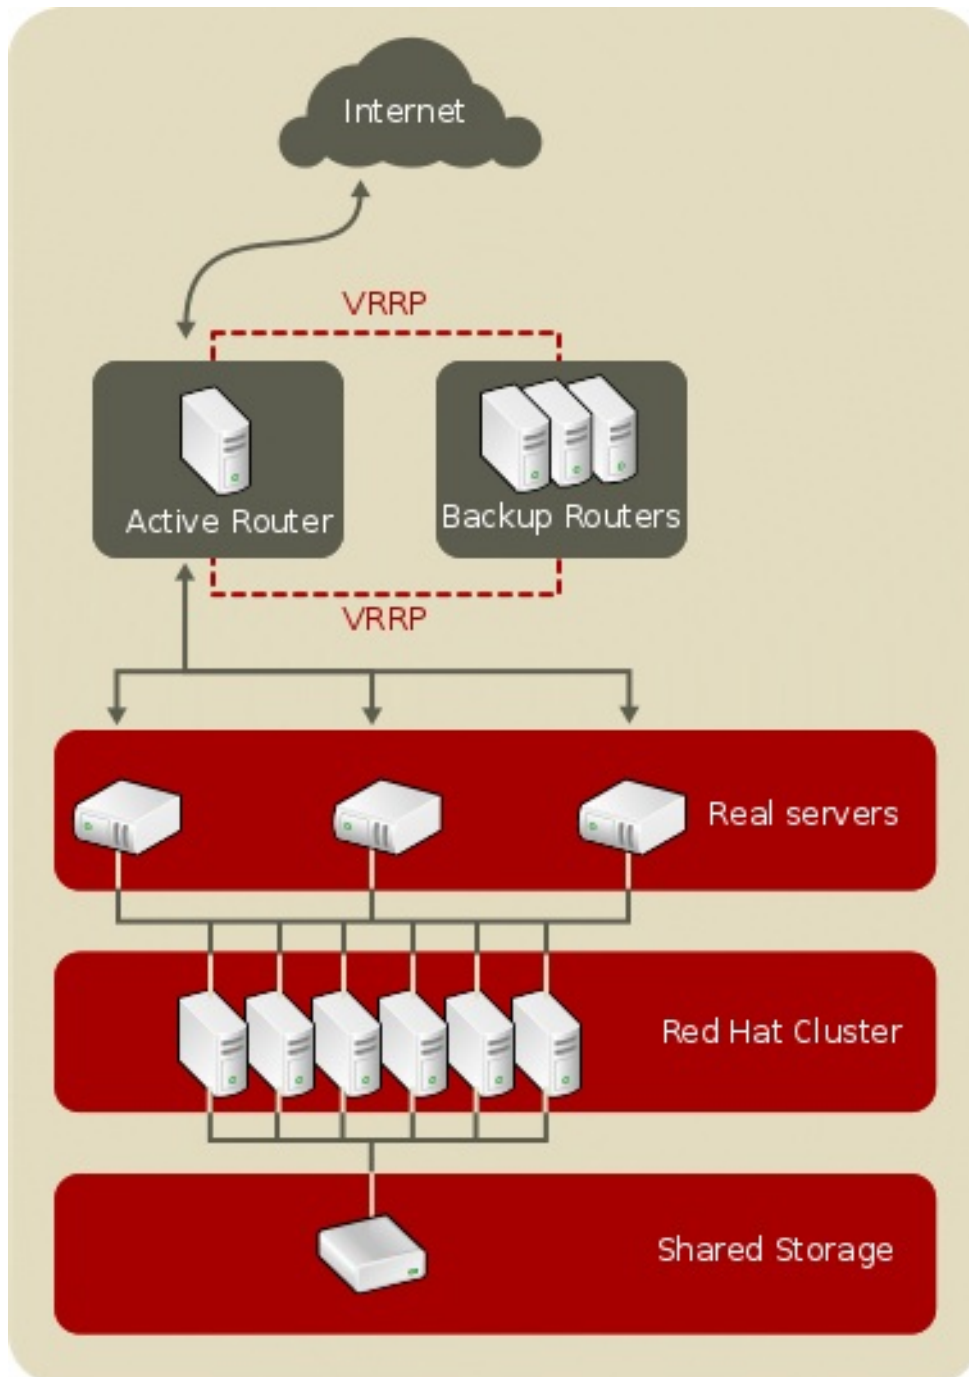 Internet
VRRP
Active Router
Backup Routers
VRRP
Real servers
Red Hat Cluster
Shared Storage